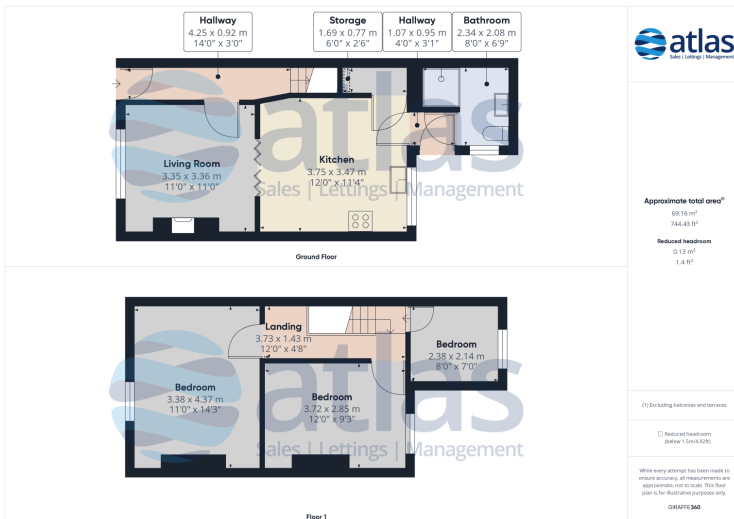 Hallway
4.25 x 0.92 m
14'0" x 3'0"
Storage
1.69 x 0.77 m
6'0" x 2'6"
Hallway
1.07 x 0.95 m
4'0" x 3'1"
Bathroom
2.34 x 2.08 m
8'0" x 6'9"
Living Room
3.35 x 3.36 m
11'0" x 11'0"
Kitchen
3.75 x 3.47 m
12'0" x 11'4"
atlas
Sales | Lettings | Management
Ground Floor
Landing
3.73 x 1.43 m
12'0" x 4'8"
Bedroom
2.38 x 2.14 m
8'0" x 7'0"
Bedroom
3.38 x 4.37 m
11'0" x 14'3"
Bedroom
3.72 x 2.85 m
12'0" x 9'3"
atlas
Sales | Lettings | Management
Floor 1
atlas
Sales | Lettings | Management
Approximate total area⁽¹⁾
69.16 m²
744.43 ft²
Reduced headroom
0.13 m²
1.4 ft²
(1) Excluding balconies and terraces
Reduced headroom
(below 1.5m/4.92ft)
While every attempt has been made to
ensure accuracy, all measurements are
approximate, not to scale. This floor
plan is for illustrative purposes only.
GIRAFFE360